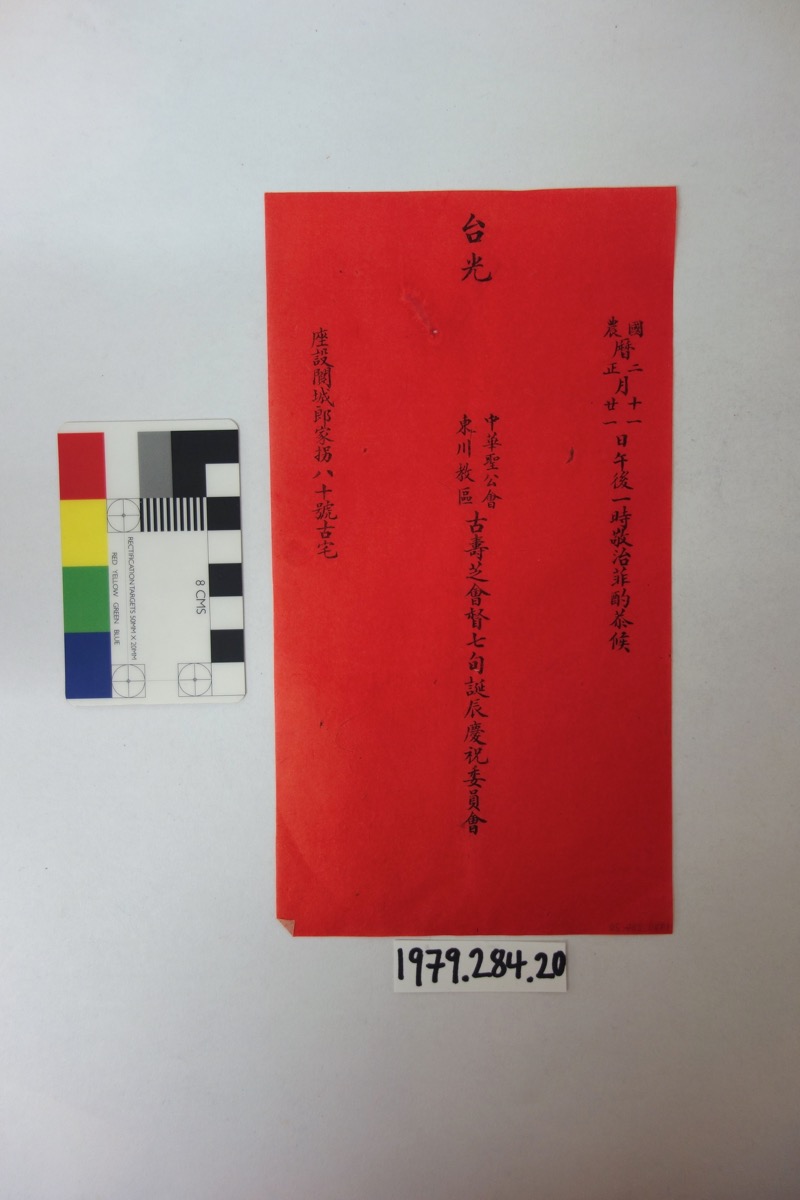 國農曆二正月十廿一一日午後一時敬治菲酌恭候
台光
中華聖公會東川教區古壽芝會督七旬誕辰慶祝委員會
座設閬城郎家拐八十號古宅
8 CMS
RECTIFICATION TARGETS 50MM X 20MM
RED YELLOW GREEN BLUE
1979.284.20